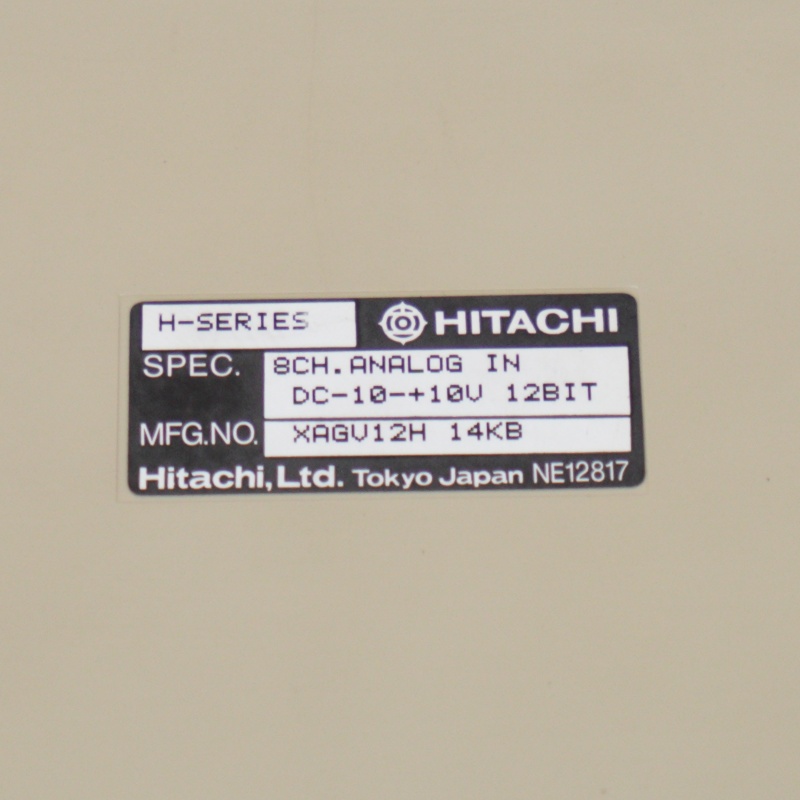 H-SERIES HITACHI
SPEC. 8CH.ANALOG IN
DC-10-+10V 12BIT
MFG.NO. XAGV12H 14KB
Hitachi,Ltd. Tokyo Japan NE12817